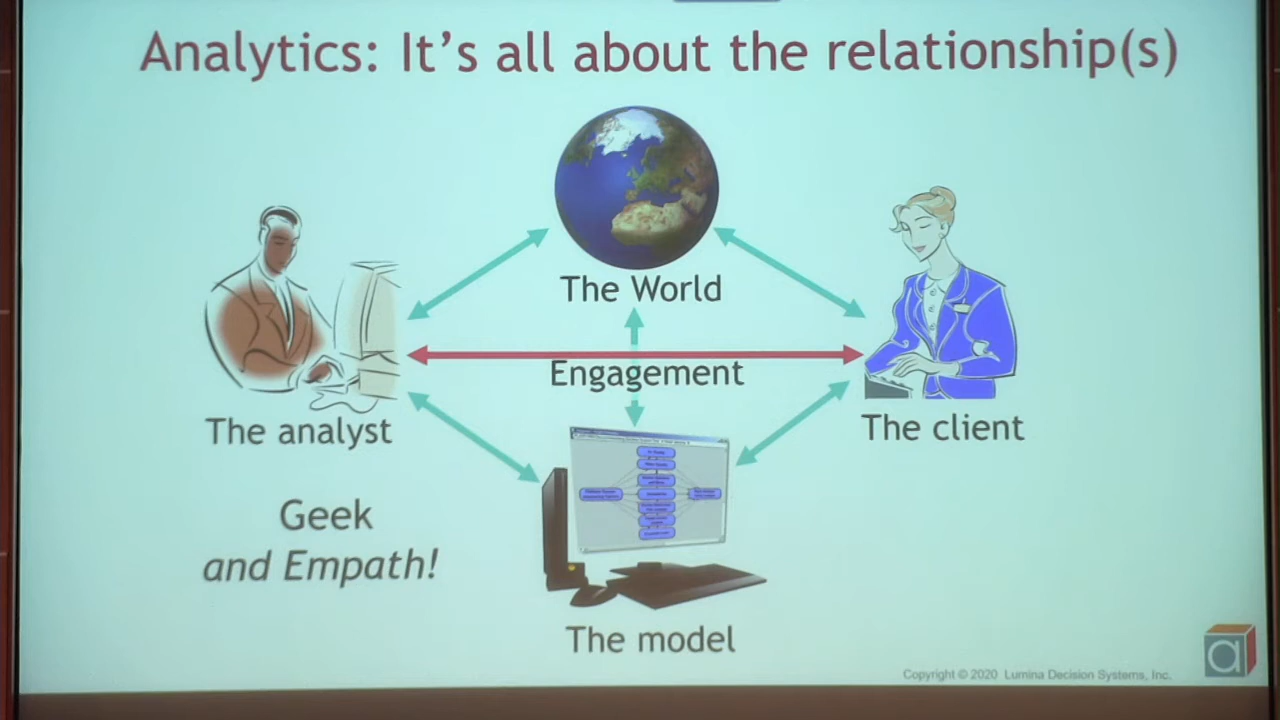 Analytics: It's all about the relationship(s)
The World
Engagement
The analyst
The client
Geek
and Empath!
The model
Copyright © 2020 Lumina Decision Systems, Inc.
a